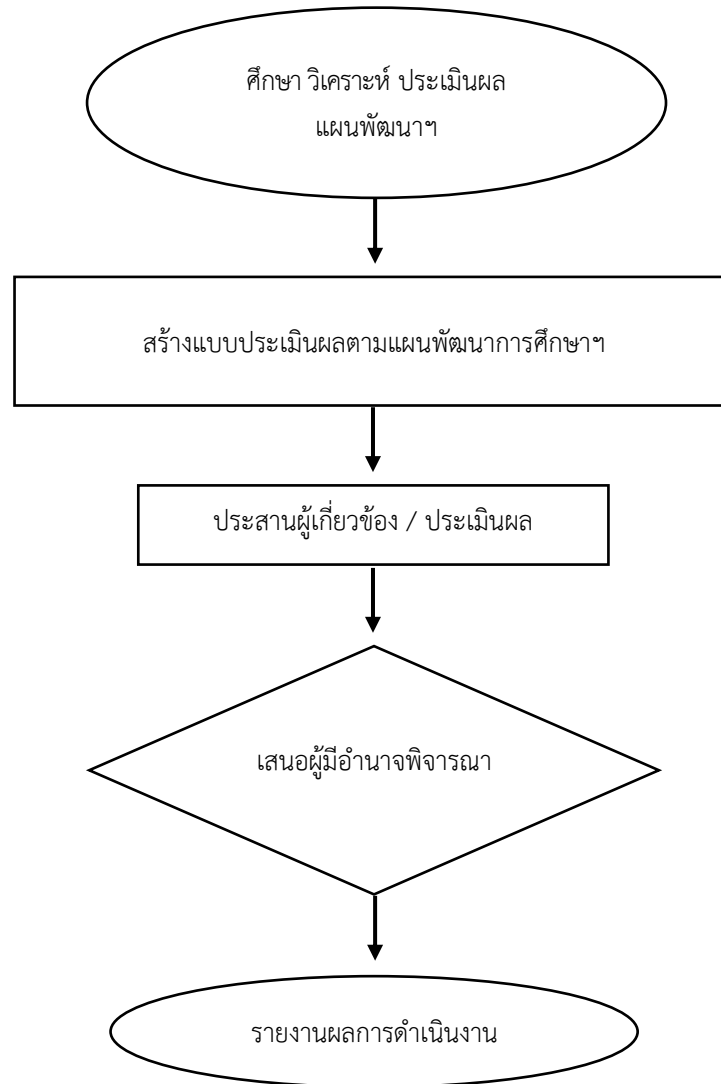 ศึกษา วิเคราะห์ ประเมินผล
แผนพัฒนาฯ
สร้างแบบประเมินผลตามแผนพัฒนาการศึกษาฯ
ประสานผู้เกี่ยวข้อง / ประเมินผล
เสนอผู้มีอำนาจพิจารณา
รายงานผลการดำเนินงาน